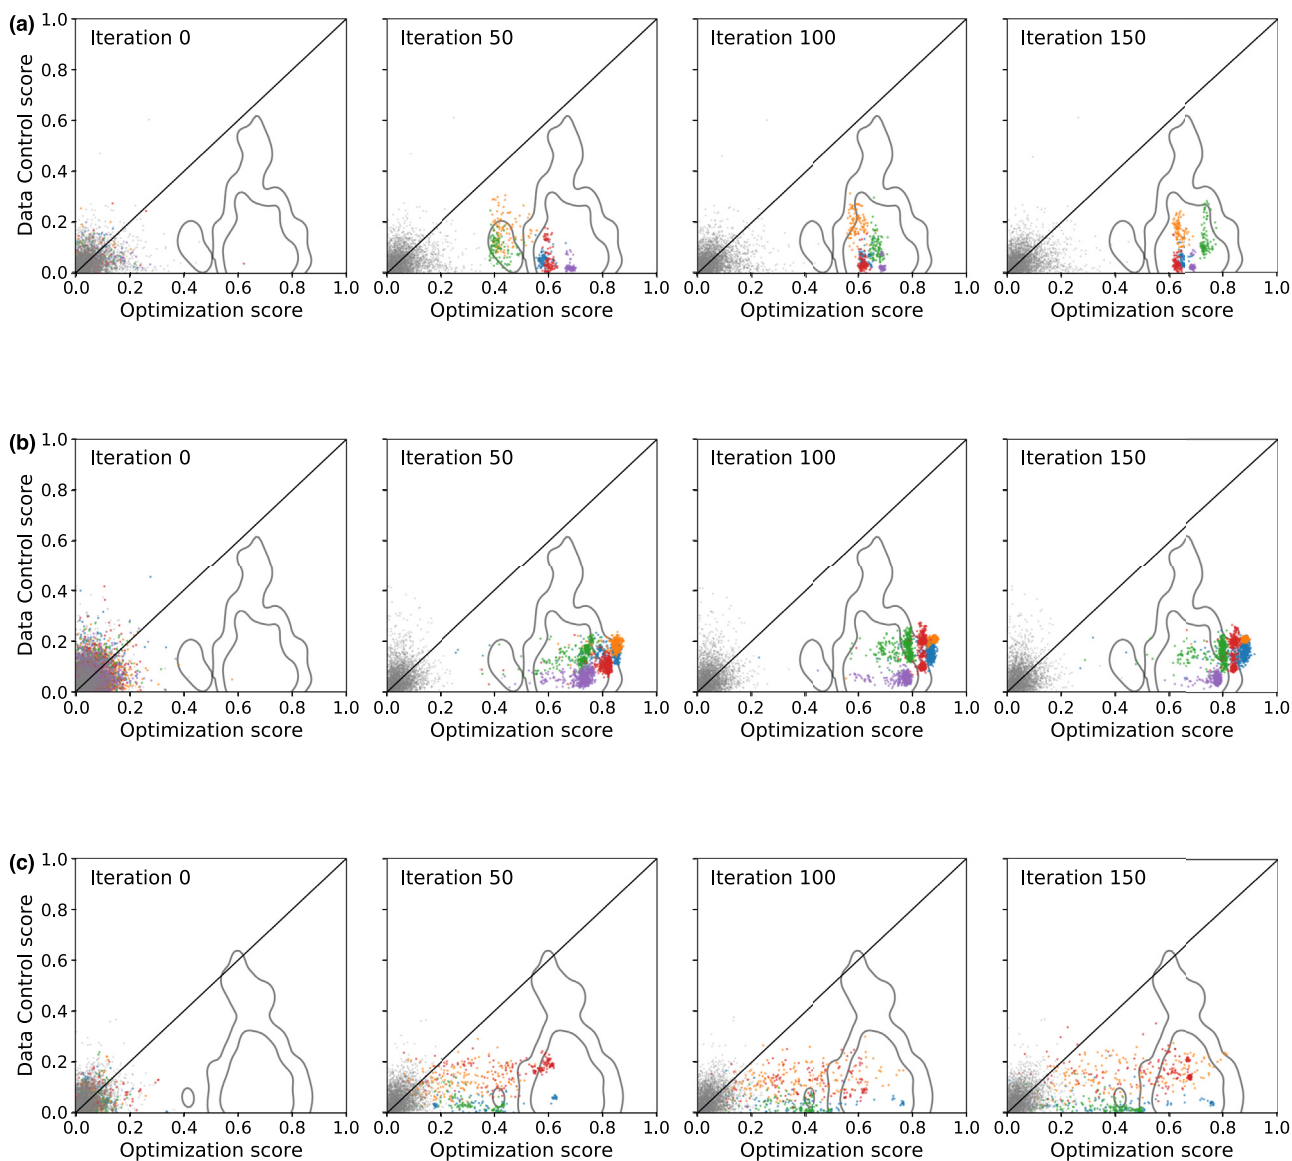 (a)
Iteration 0
Iteration 50
Iteration 100
Iteration 150
Data Control score
1.0
0.8
0.6
0.4
0.2
0.0
0.0 0.2 0.4 0.6 0.8 1.0
0.0 0.2 0.4 0.6 0.8 1.0
0.0 0.2 0.4 0.6 0.8 1.0
0.0 0.2 0.4 0.6 0.8 1.0
Optimization score
Optimization score
Optimization score
Optimization score
(b)
Iteration 0
Iteration 50
Iteration 100
Iteration 150
Data Control score
1.0
0.8
0.6
0.4
0.2
0.0
0.0 0.2 0.4 0.6 0.8 1.0
0.0 0.2 0.4 0.6 0.8 1.0
0.0 0.2 0.4 0.6 0.8 1.0
0.0 0.2 0.4 0.6 0.8 1.0
Optimization score
Optimization score
Optimization score
Optimization score
(c)
Iteration 0
Iteration 50
Iteration 100
Iteration 150
Data Control score
1.0
0.8
0.6
0.4
0.2
0.0
0.0 0.2 0.4 0.6 0.8 1.0
0.0 0.2 0.4 0.6 0.8 1.0
0.0 0.2 0.4 0.6 0.8 1.0
0.0 0.2 0.4 0.6 0.8 1.0
Optimization score
Optimization score
Optimization score
Optimization score